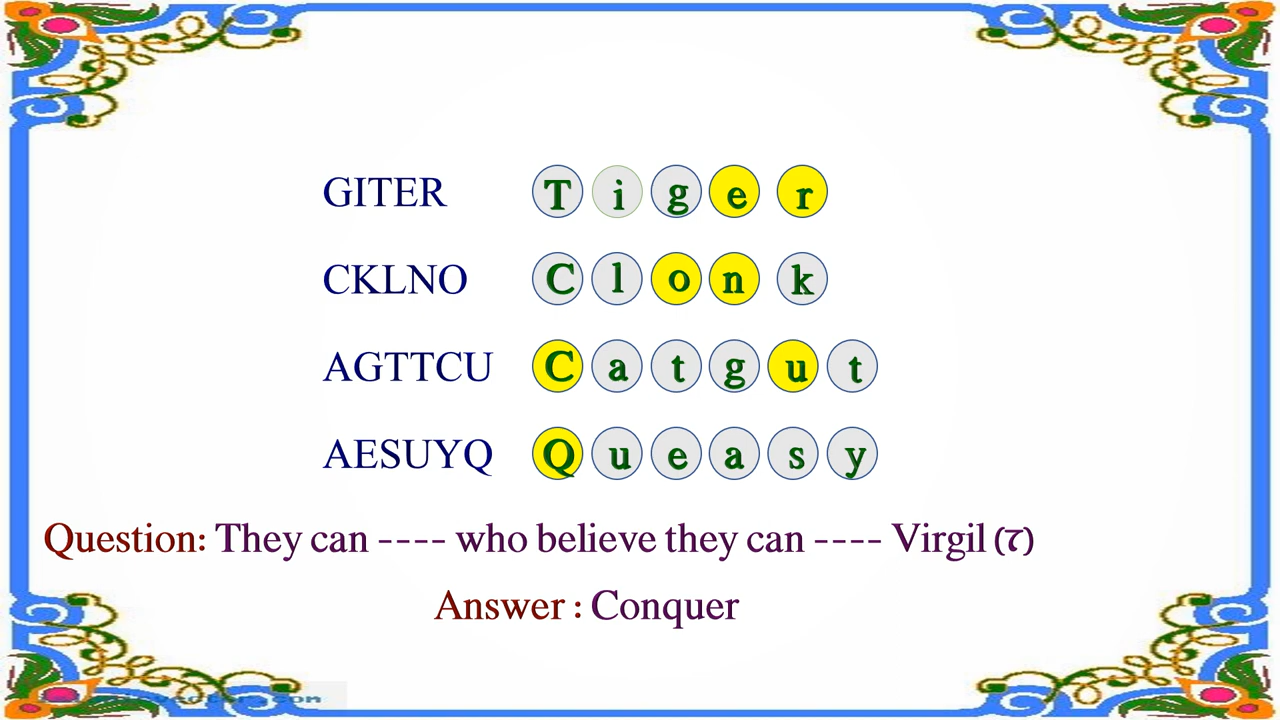 GITER T i g e r
CKLNO C l o n k
AGTTCU C a t g u t
AESUYQ Q u e a s y
Question: They can ---- who believe they can ---- Virgil (7)
Answer : Conquer